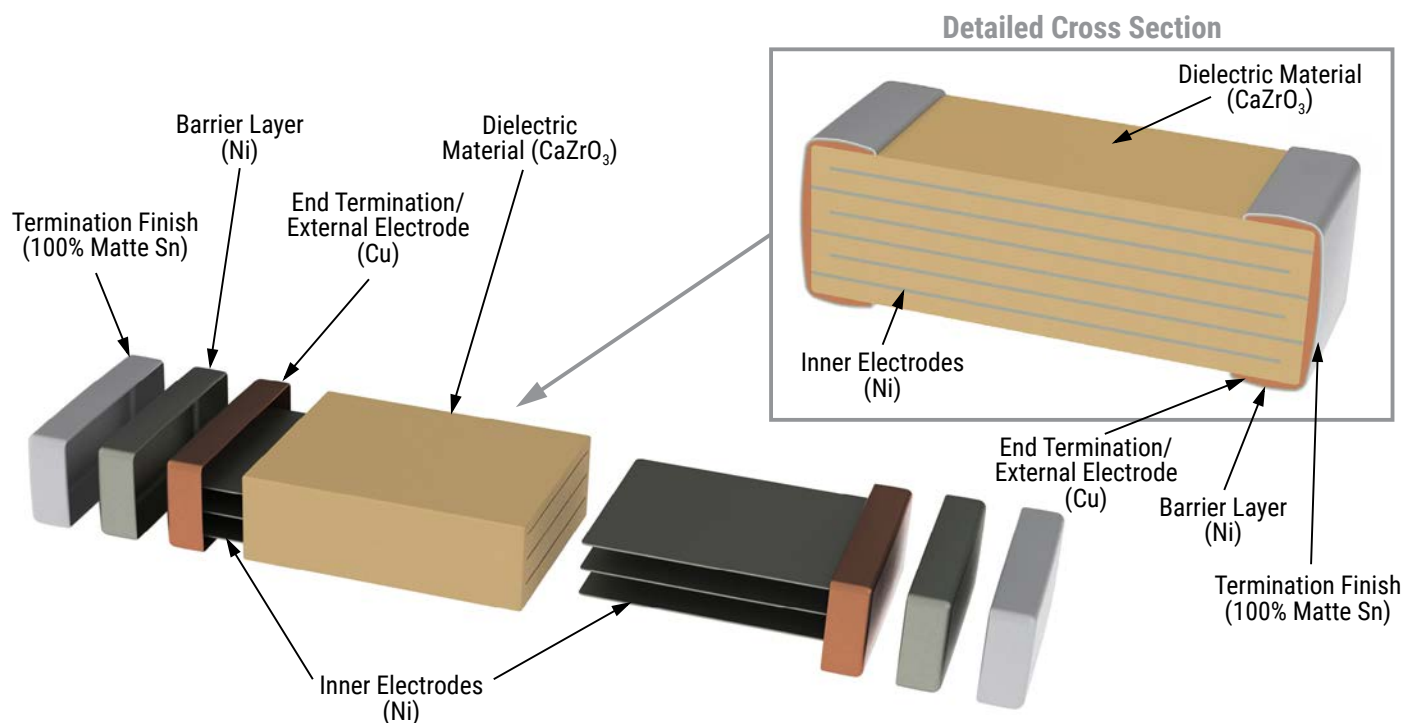 Detailed Cross Section
Dielectric Material
(CaZrO₃)
Barrier Layer
(Ni)
Dielectric
Material (CaZrO₃)
End Termination/
External Electrode
(Cu)
Termination Finish
(100% Matte Sn)
Inner Electrodes
(Ni)
End Termination/
External Electrode
(Cu)
Barrier Layer
(Ni)
Termination Finish
(100% Matte Sn)
Inner Electrodes
(Ni)